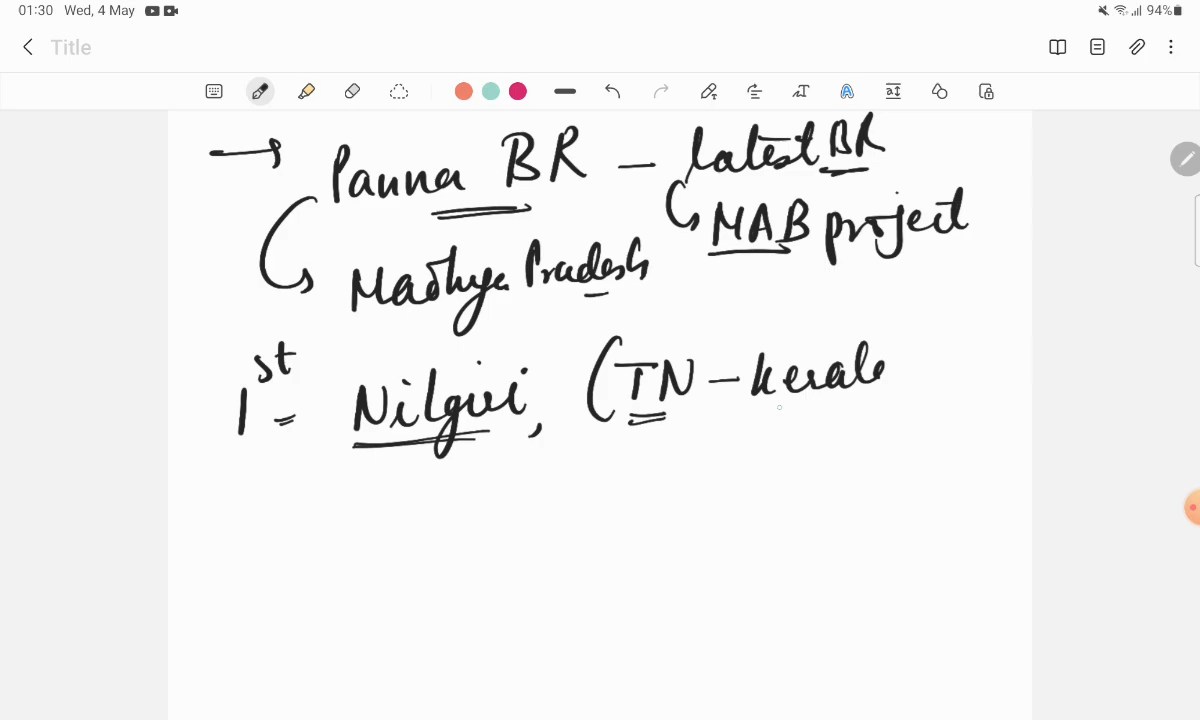 01:30 Wed, 4 May 94%
Title
→ Panna BR – latest BR
MAB project
Madhya Pradesh
1st = Nilgiri, (TN – Kerala